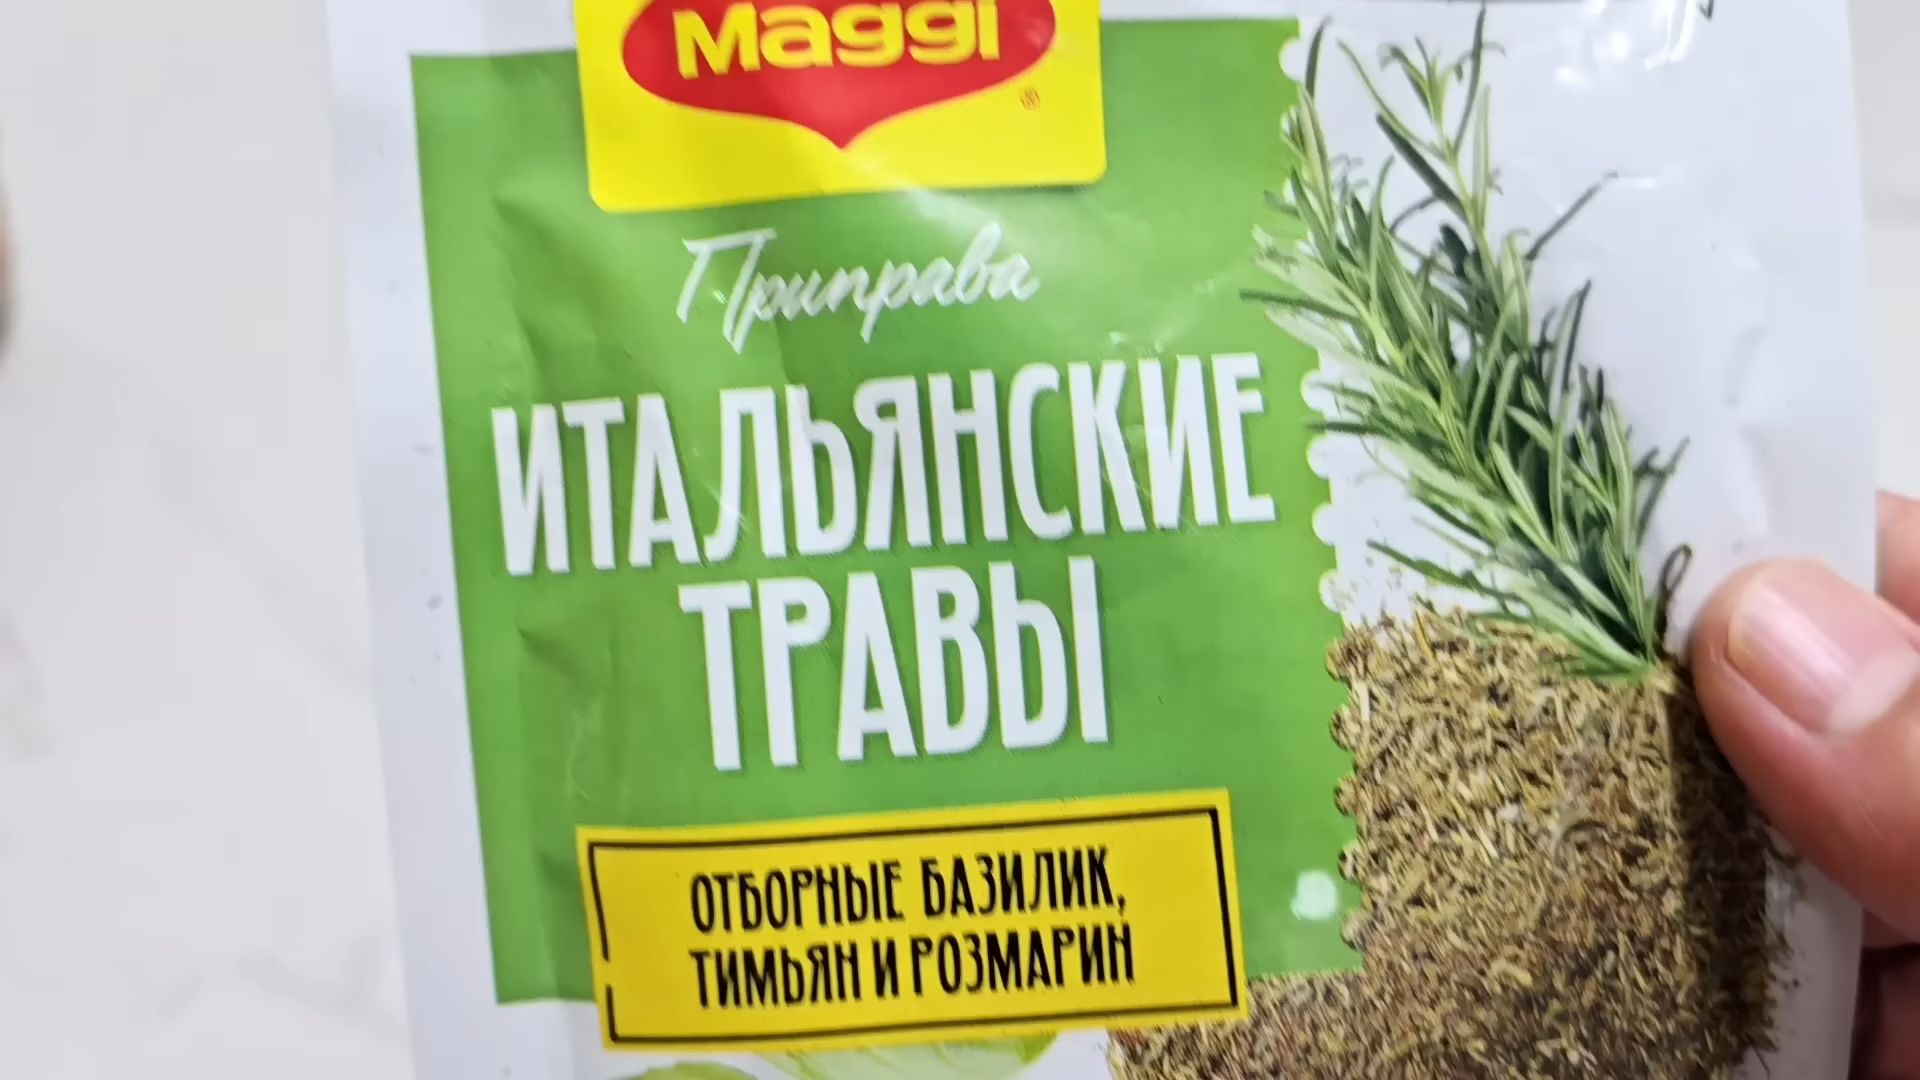 Maggi
®
Приправа
ИТАЛЬЯНСКИЕ
ТРАВЫ
ОТБОРНЫЕ БАЗИЛИК,
ТИМЬЯН И РОЗМАРИН